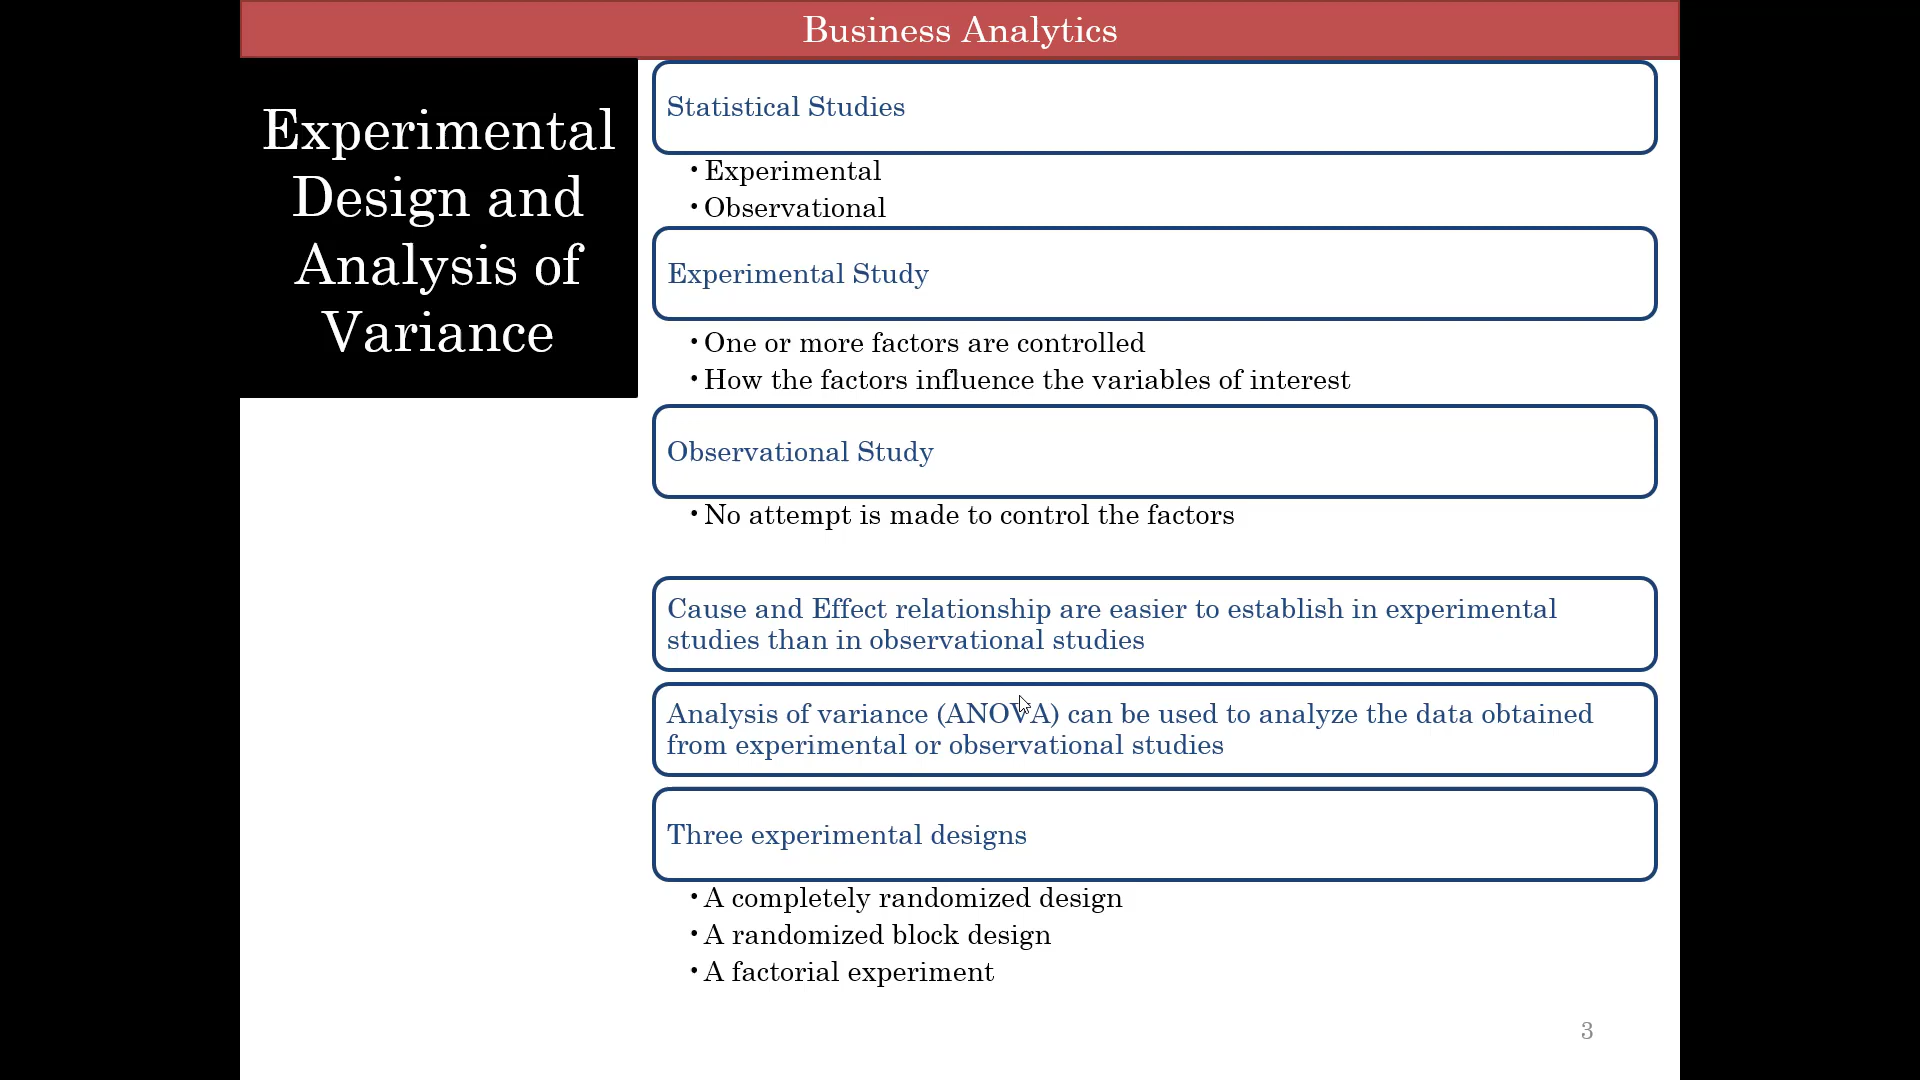 Business Analytics
Experimental
Design and
Analysis of
Variance
Statistical Studies
• Experimental
• Observational
Experimental Study
• One or more factors are controlled
• How the factors influence the variables of interest
Observational Study
• No attempt is made to control the factors
Cause and Effect relationship are easier to establish in experimental
studies than in observational studies
Analysis of variance (ANOVA) can be used to analyze the data obtained
from experimental or observational studies
Three experimental designs
• A completely randomized design
• A randomized block design
• A factorial experiment
3